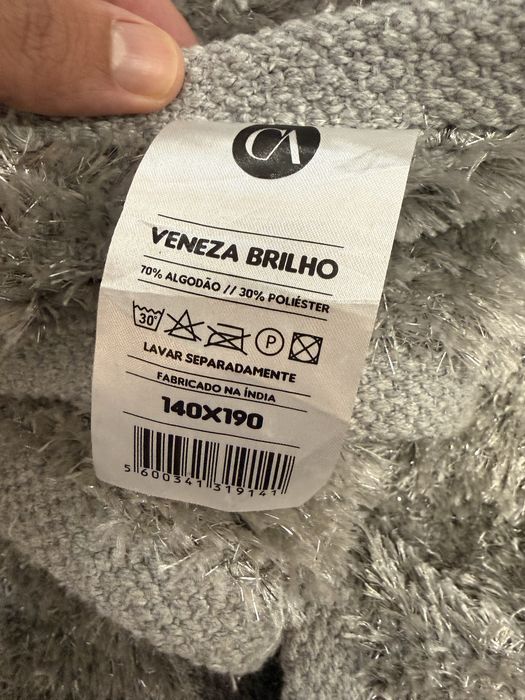 CA
VENEZA BRILHO
70% ALGODÃO // 30% POLIÉSTER
30° P
LAVAR SEPARADAMENTE
FABRICADO NA ÍNDIA
140X190
5 600341 319141